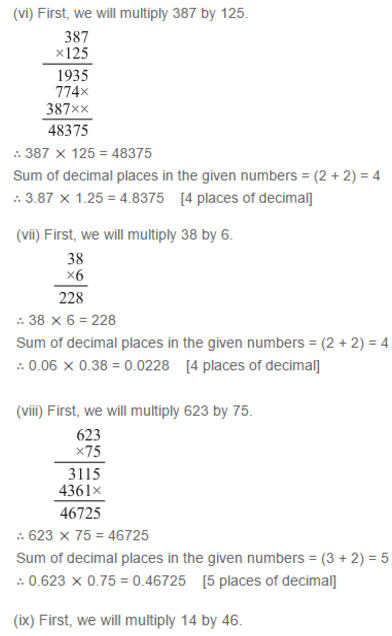 (vi) First, we will multiply 387 by 125.
387
×125
1935
774×
387××
48375
∴ 387 × 125 = 48375
Sum of decimal places in the given numbers = (2 + 2) = 4
∴ 3.87 × 1.25 = 4.8375 [4 places of decimal]
(vii) First, we will multiply 38 by 6.
38
×6
228
∴ 38 × 6 = 228
Sum of decimal places in the given numbers = (2 + 2) = 4
∴ 0.06 × 0.38 = 0.0228 [4 places of decimal]
(viii) First, we will multiply 623 by 75.
623
×75
3115
4361×
46725
∴ 623 × 75 = 46725
Sum of decimal places in the given numbers = (3 + 2) = 5
∴ 0.623 × 0.75 = 0.46725 [5 places of decimal]
(ix) First, we will multiply 14 by 46.